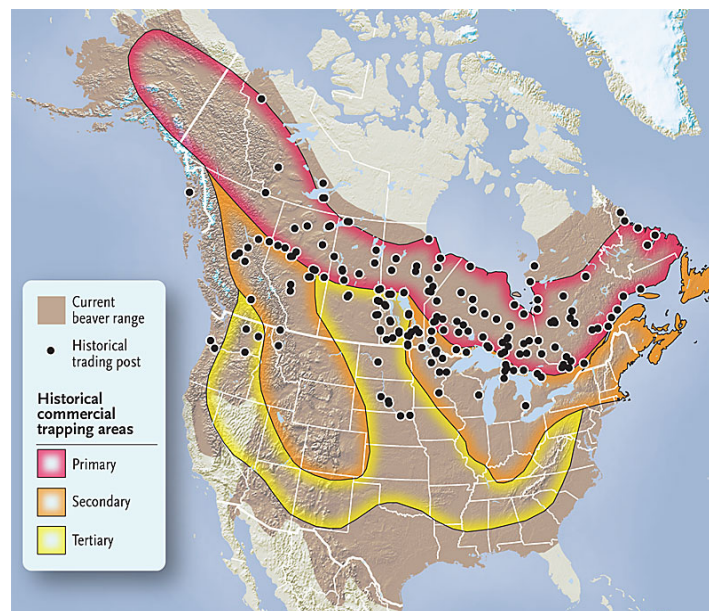 Current
beaver range
Historical
trading post
Historical
commercial
trapping areas
Primary
Secondary
Tertiary